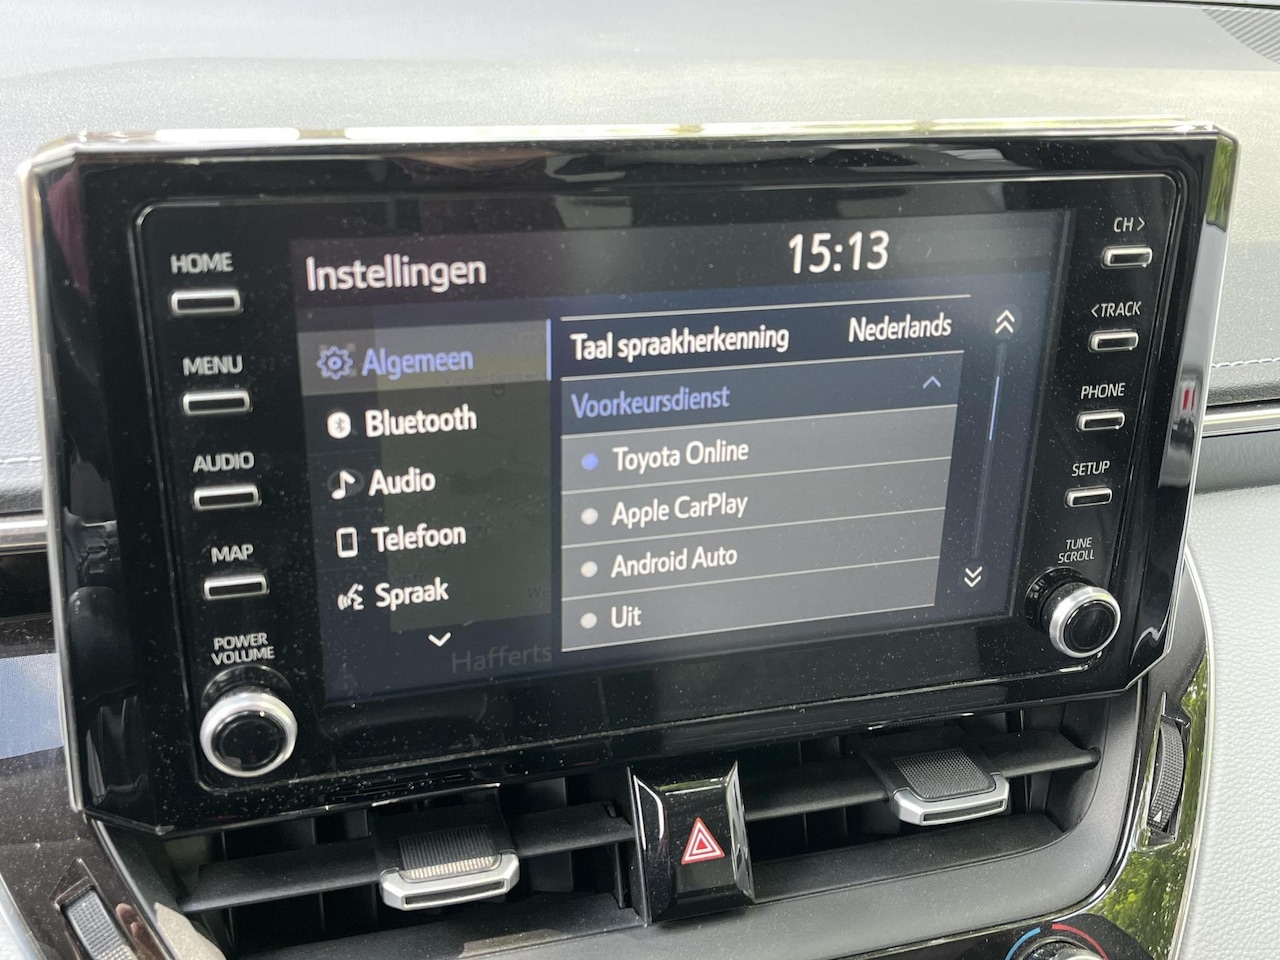 HOME
MENU
AUDIO
MAP
POWER
VOLUME
Instellingen
15:13
Algemeen
Bluetooth
Audio
Telefoon
Spraak
Taal spraakherkenning Nederlands
Voorkeursdienst
Toyota Online
Apple CarPlay
Android Auto
Uit
Hafferts
CH >
< TRACK
PHONE
SETUP
TUNE
SCROLL